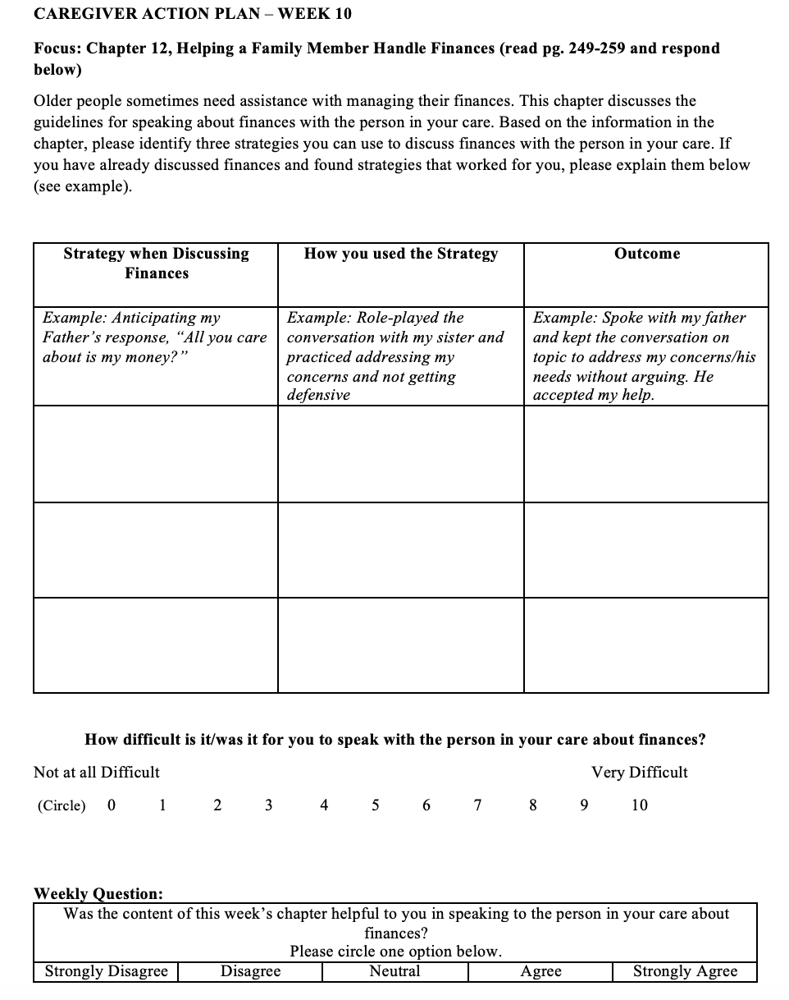 CAREGIVER ACTION PLAN – WEEK 10
Focus: Chapter 12, Helping a Family Member Handle Finances (read pg. 249-259 and respond
below)
Older people sometimes need assistance with managing their finances. This chapter discusses the
guidelines for speaking about finances with the person in your care. Based on the information in the
chapter, please identify three strategies you can use to discuss finances with the person in your care. If
you have already discussed finances and found strategies that worked for you, please explain them below
(see example).
Strategy when Discussing
Finances
How you used the Strategy
Outcome
Example: Anticipating my
Father’s response, “All you care
about is my money?”
Example: Role-played the
conversation with my sister and
practiced addressing my
concerns and not getting
defensive
Example: Spoke with my father
and kept the conversation on
topic to address my concerns/his
needs without arguing. He
accepted my help.
How difficult is it/was it for you to speak with the person in your care about finances?
Not at all Difficult Very Difficult
(Circle) 0 1 2 3 4 5 6 7 8 9 10
Weekly Question:
Was the content of this week’s chapter helpful to you in speaking to the person in your care about
finances?
Please circle one option below.
Strongly Disagree Disagree Neutral Agree Strongly Agree